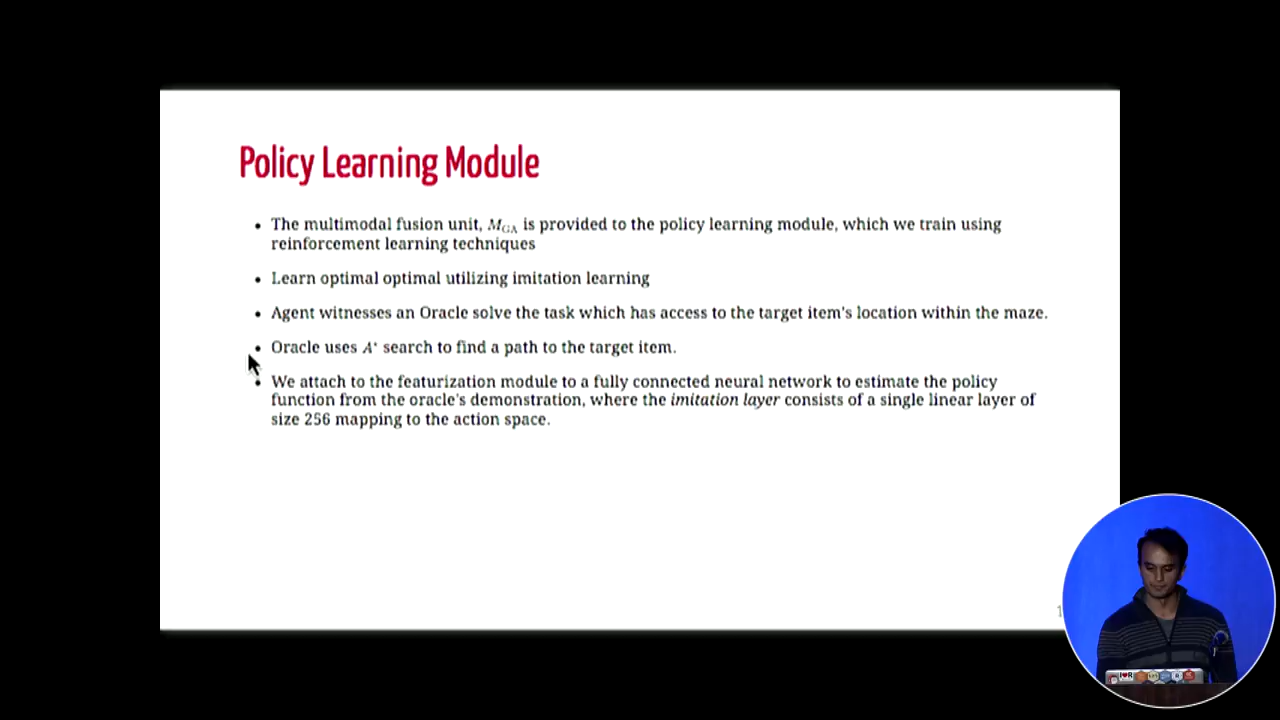 Policy Learning Module
• The multimodal fusion unit, M_GA is provided to the policy learning module, which we train using
reinforcement learning techniques
• Learn optimal optimal utilizing imitation learning
• Agent witnesses an Oracle solve the task which has access to the target item's location within the maze.
• Oracle uses A* search to find a path to the target item.
• We attach to the featurization module to a fully connected neural network to estimate the policy
function from the oracle's demonstration, where the imitation layer consists of a single linear layer of
size 256 mapping to the action space.